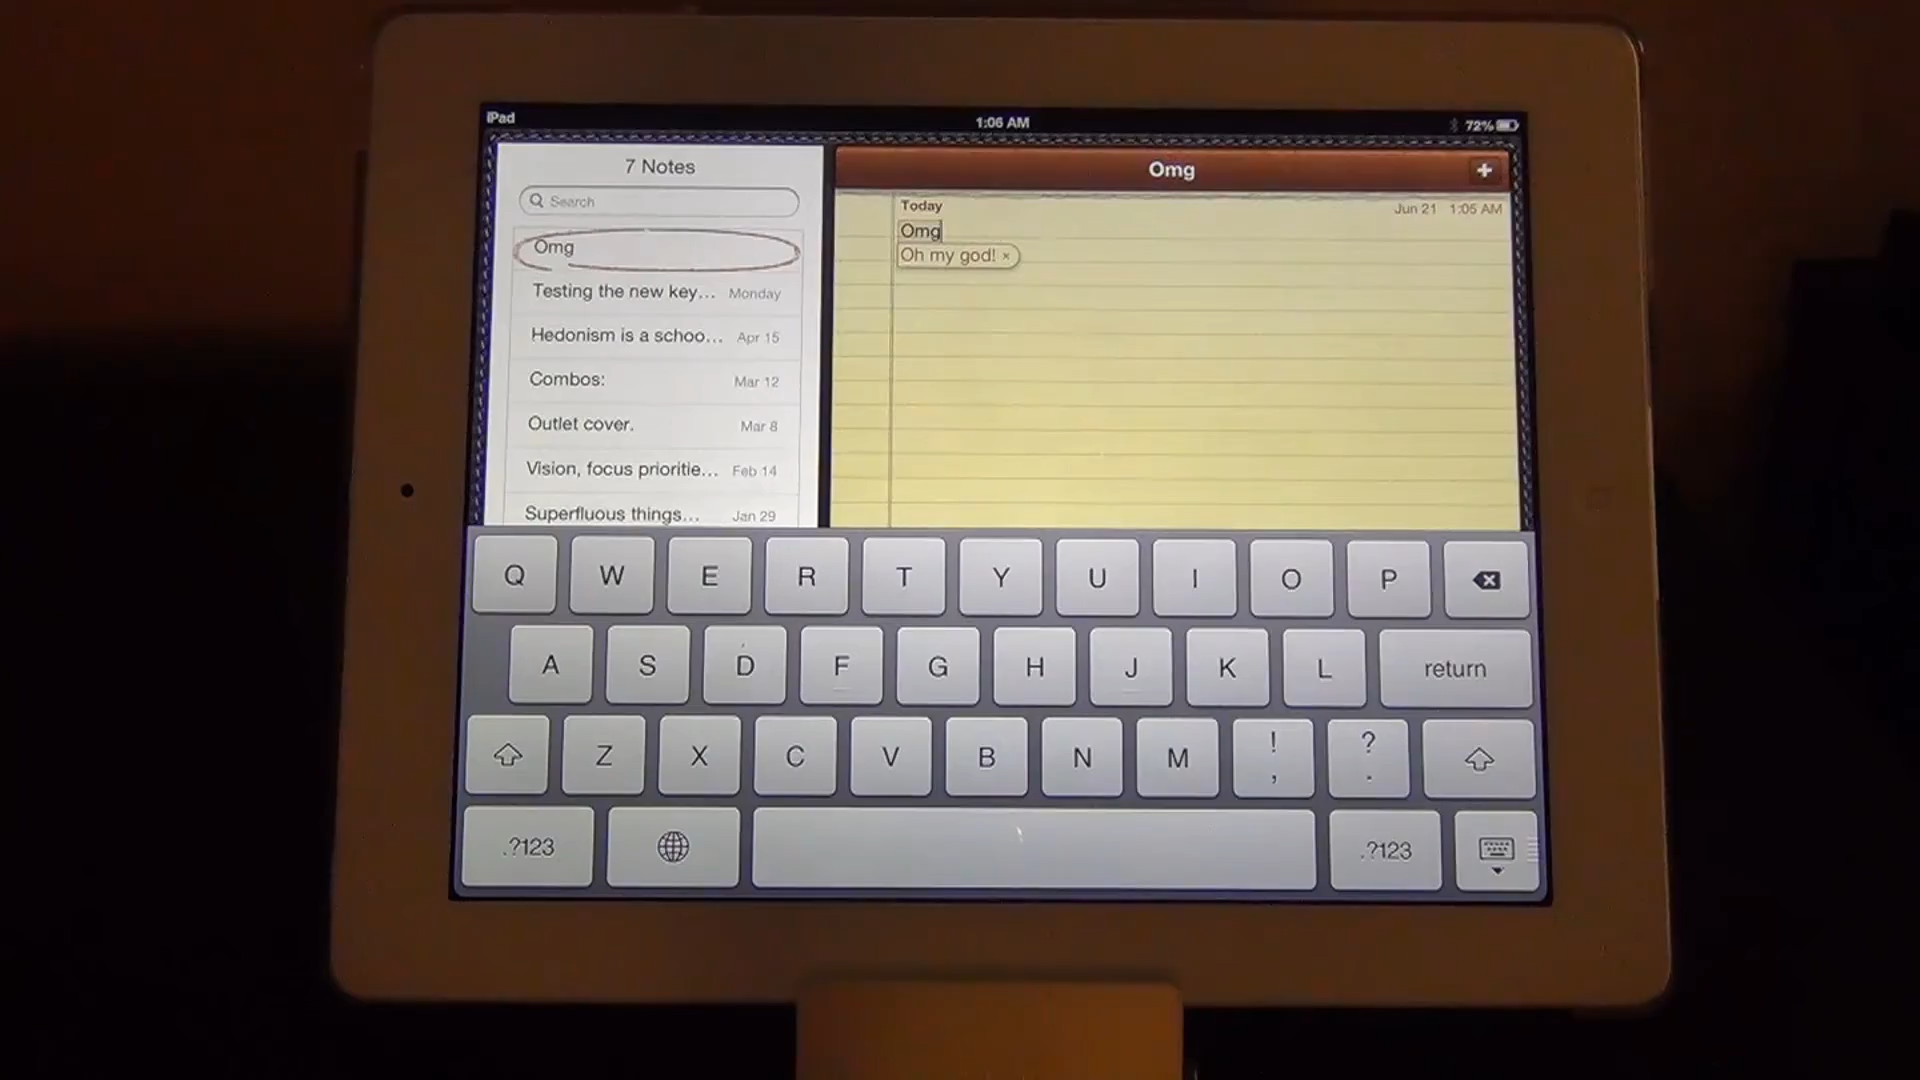 iPad
1:06 AM
72%
7 Notes
Search
Omg
Testing the new key... Monday
Hedonism is a schoo... Apr 15
Combos: Mar 12
Outlet cover. Mar 8
Vision, focus prioritie... Feb 14
Superfluous things... Jan 29
Omg
+
Today
Jun 21 1:05 AM
Omg
Oh my god! ×
Q W E R T Y U I O P
A S D F G H J K L return
Z X C V B N M ! , ? .
.?123 .?123